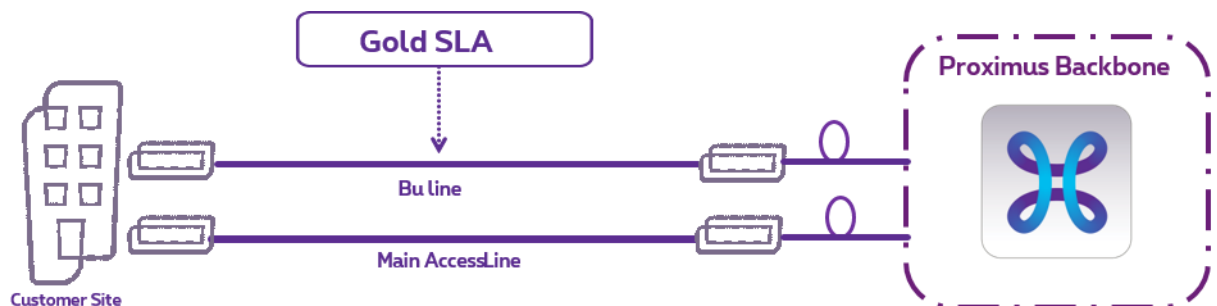 Gold SLA
Proximus Backbone
Bu line
Main AccessLine
Customer Site